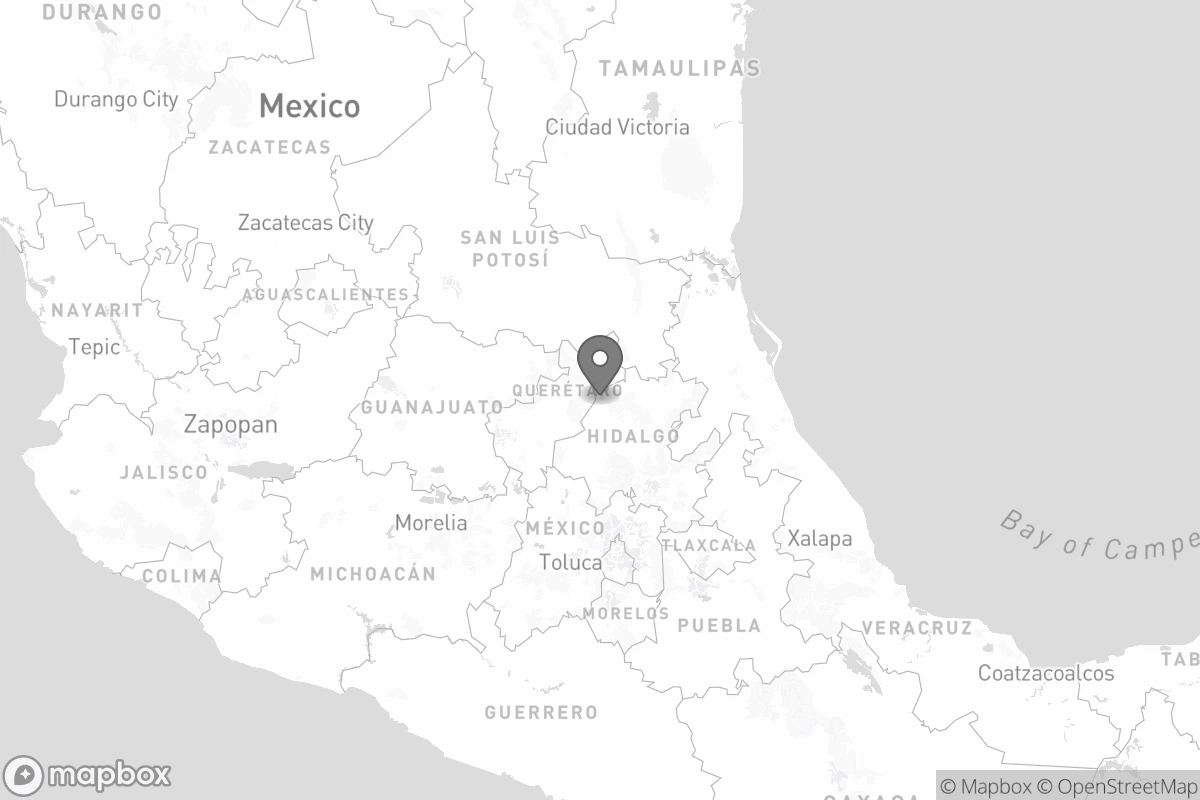 DURANGO
TAMAULIPAS
Durango City
Mexico
Ciudad Victoria
ZACATECAS
Zacatecas City
SAN LUIS
POTOSÍ
AGUASCALIENTES
NAYARIT
Tepic
QUERÉTARO
GUANAJUATO
Zapopan
HIDALGO
JALISCO
Morelia
MÉXICO
Bay of Campe
Xalapa
TLAXCALA
Toluca
COLIMA
MICHOACÁN
MORELOS
PUEBLA
VERACRUZ
TAB
Coatzacoalcos
GUERRERO
mapbox
© Mapbox © OpenStreetMap
OAXACA